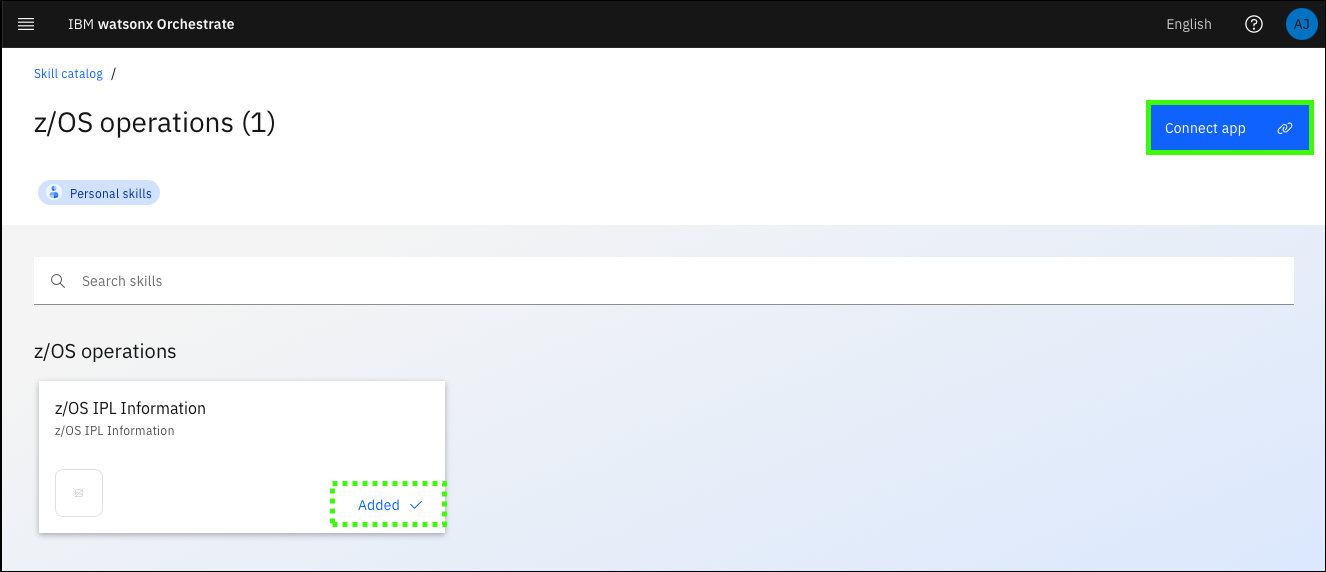 IBM watsonx Orchestrate
English
AJ
Skill catalog /
z/OS operations (1)
Connect app
Personal skills
Search skills
z/OS operations
z/OS IPL Information
z/OS IPL Information
Added